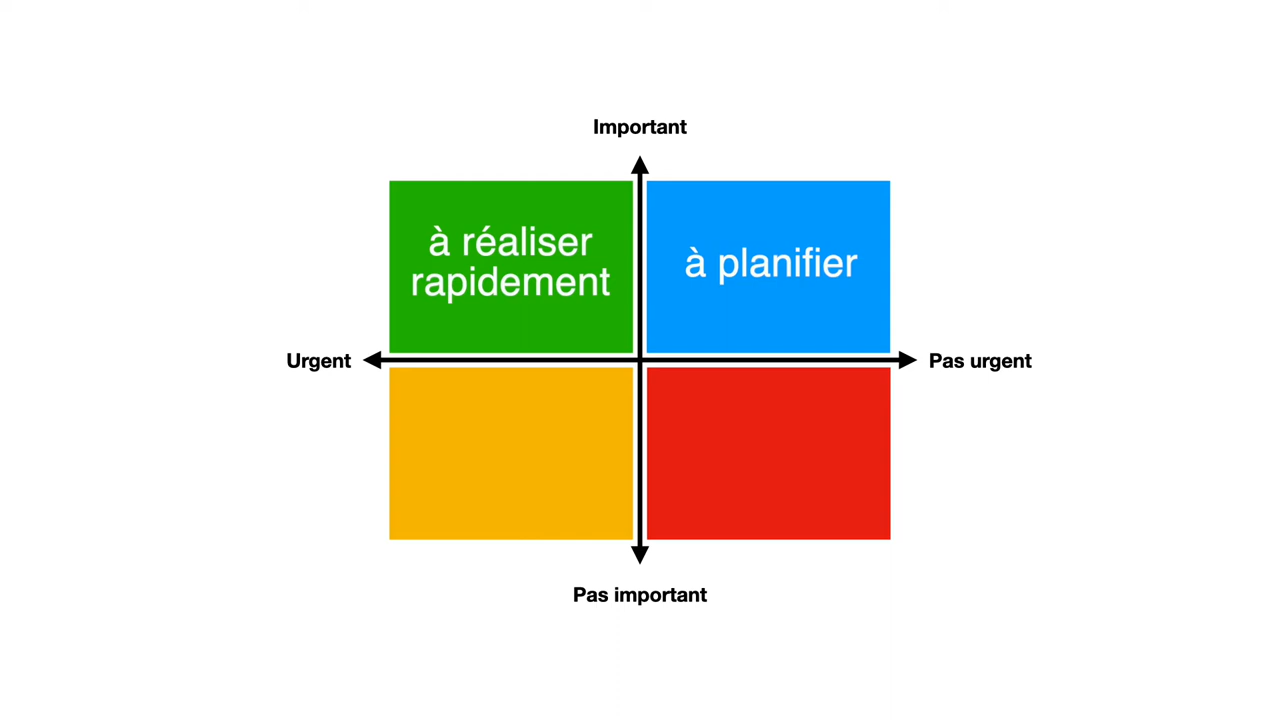 Important
à réaliser
rapidement
à planifier
Urgent
Pas urgent
Pas important